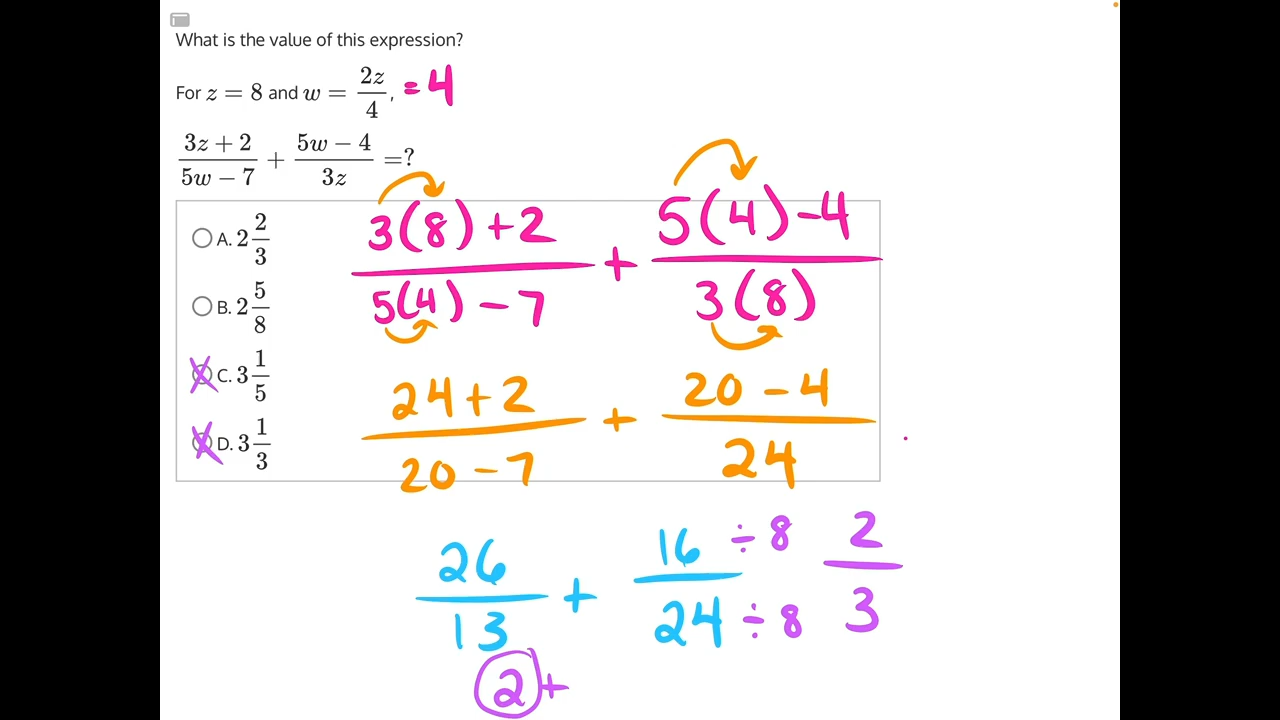 What is the value of this expression?
For z = 8 and w = 2z/4, = 4
(3z + 2)/(5w − 7) + (5w − 4)/(3z) =?
A. 2 2/3
B. 2 5/8
C. 3 1/5
D. 3 1/3
(3(8) + 2)/(5(4) − 7) + (5(4) − 4)/(3(8))
(24 + 2)/(20 − 7) + (20 − 4)/24
26/13 + 16/24 ÷8/÷8 2/3
2 +